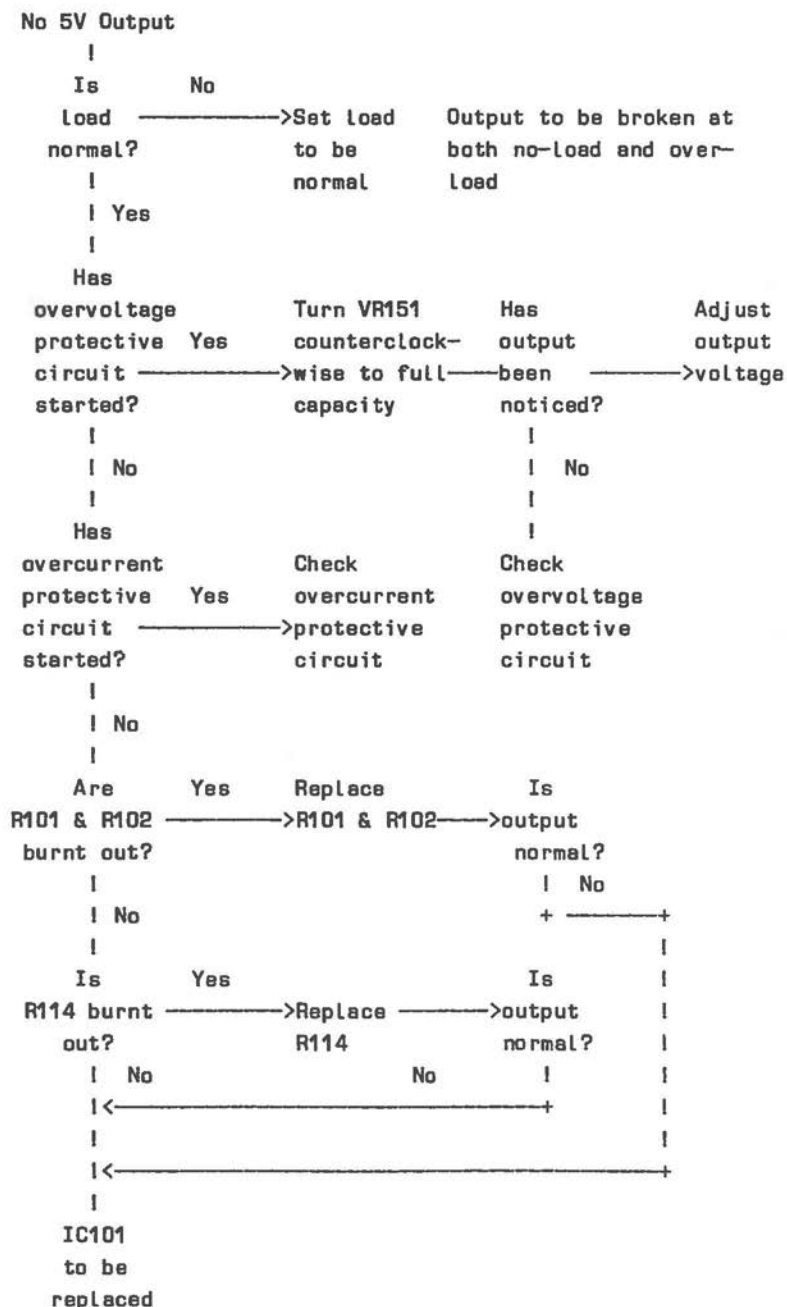 No 5V Output
Is No
load Set load Output to be broken at
normal? to be both no-load and over-
normal load
Yes
Has
overvoltage Turn VR151 Has Adjust
protective Yes counterclock- output output
circuit wise to full been voltage
started? capacity noticed?
No No
Has
overcurrent Check Check
protective Yes overcurrent overvoltage
circuit protective protective
started? circuit circuit
No
Are Yes Replace Is
R101 & R102 R101 & R102 output
burnt out? normal?
No
No
Is Yes Is
R114 burnt Replace output
out? R114 normal?
No No
IC101
to be
replaced